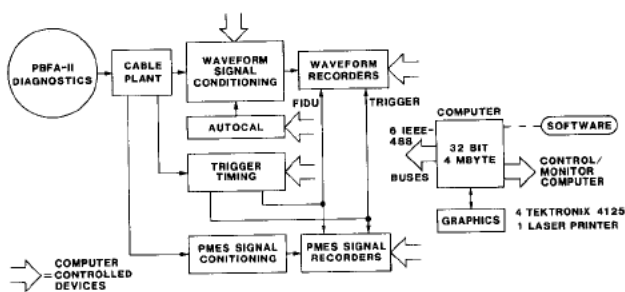 PBFA-II
DIAGNOSTICS
CABLE
PLANT
WAVEFORM
SIGNAL
CONDITIONING
WAVEFORM
RECORDERS
FIDU
TRIGGER
AUTOCAL
TRIGGER
TIMING
PMES SIGNAL
CONITIONING
PMES SIGNAL
RECORDERS
COMPUTER
32 BIT
4 MBYTE
SOFTWARE
6 IEEE-
488
BUSES
CONTROL/
MONITOR
COMPUTER
GRAPHICS
4 TEKTRONIX 4125
1 LASER PRINTER
COMPUTER
= CONTROLLED
DEVICES